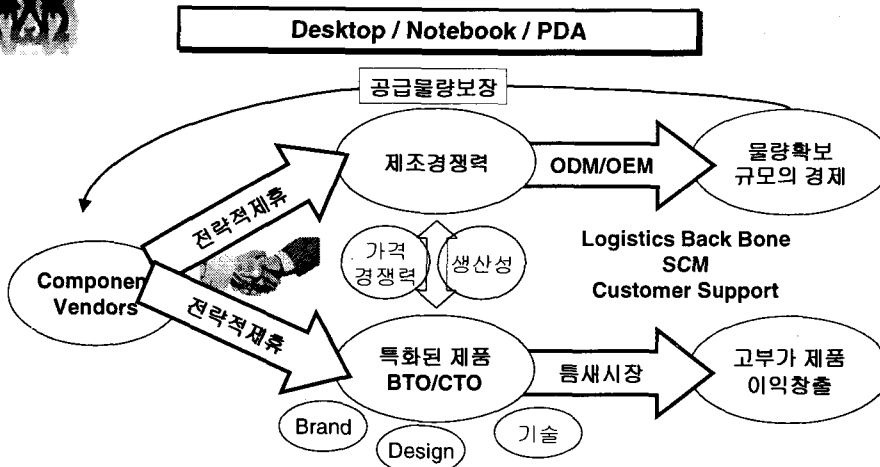 Desktop / Notebook / PDA
공급물량보장
제조경쟁력
ODM/OEM
물량확보
규모의 경제
전략적제휴
가격
경쟁력
생산성
Logistics Back Bone
SCM
Customer Support
Componen
Vendors
전략적제휴
특화된 제품
BTO/CTO
틈새시장
고부가 제품
이익창출
Brand
Design
기술